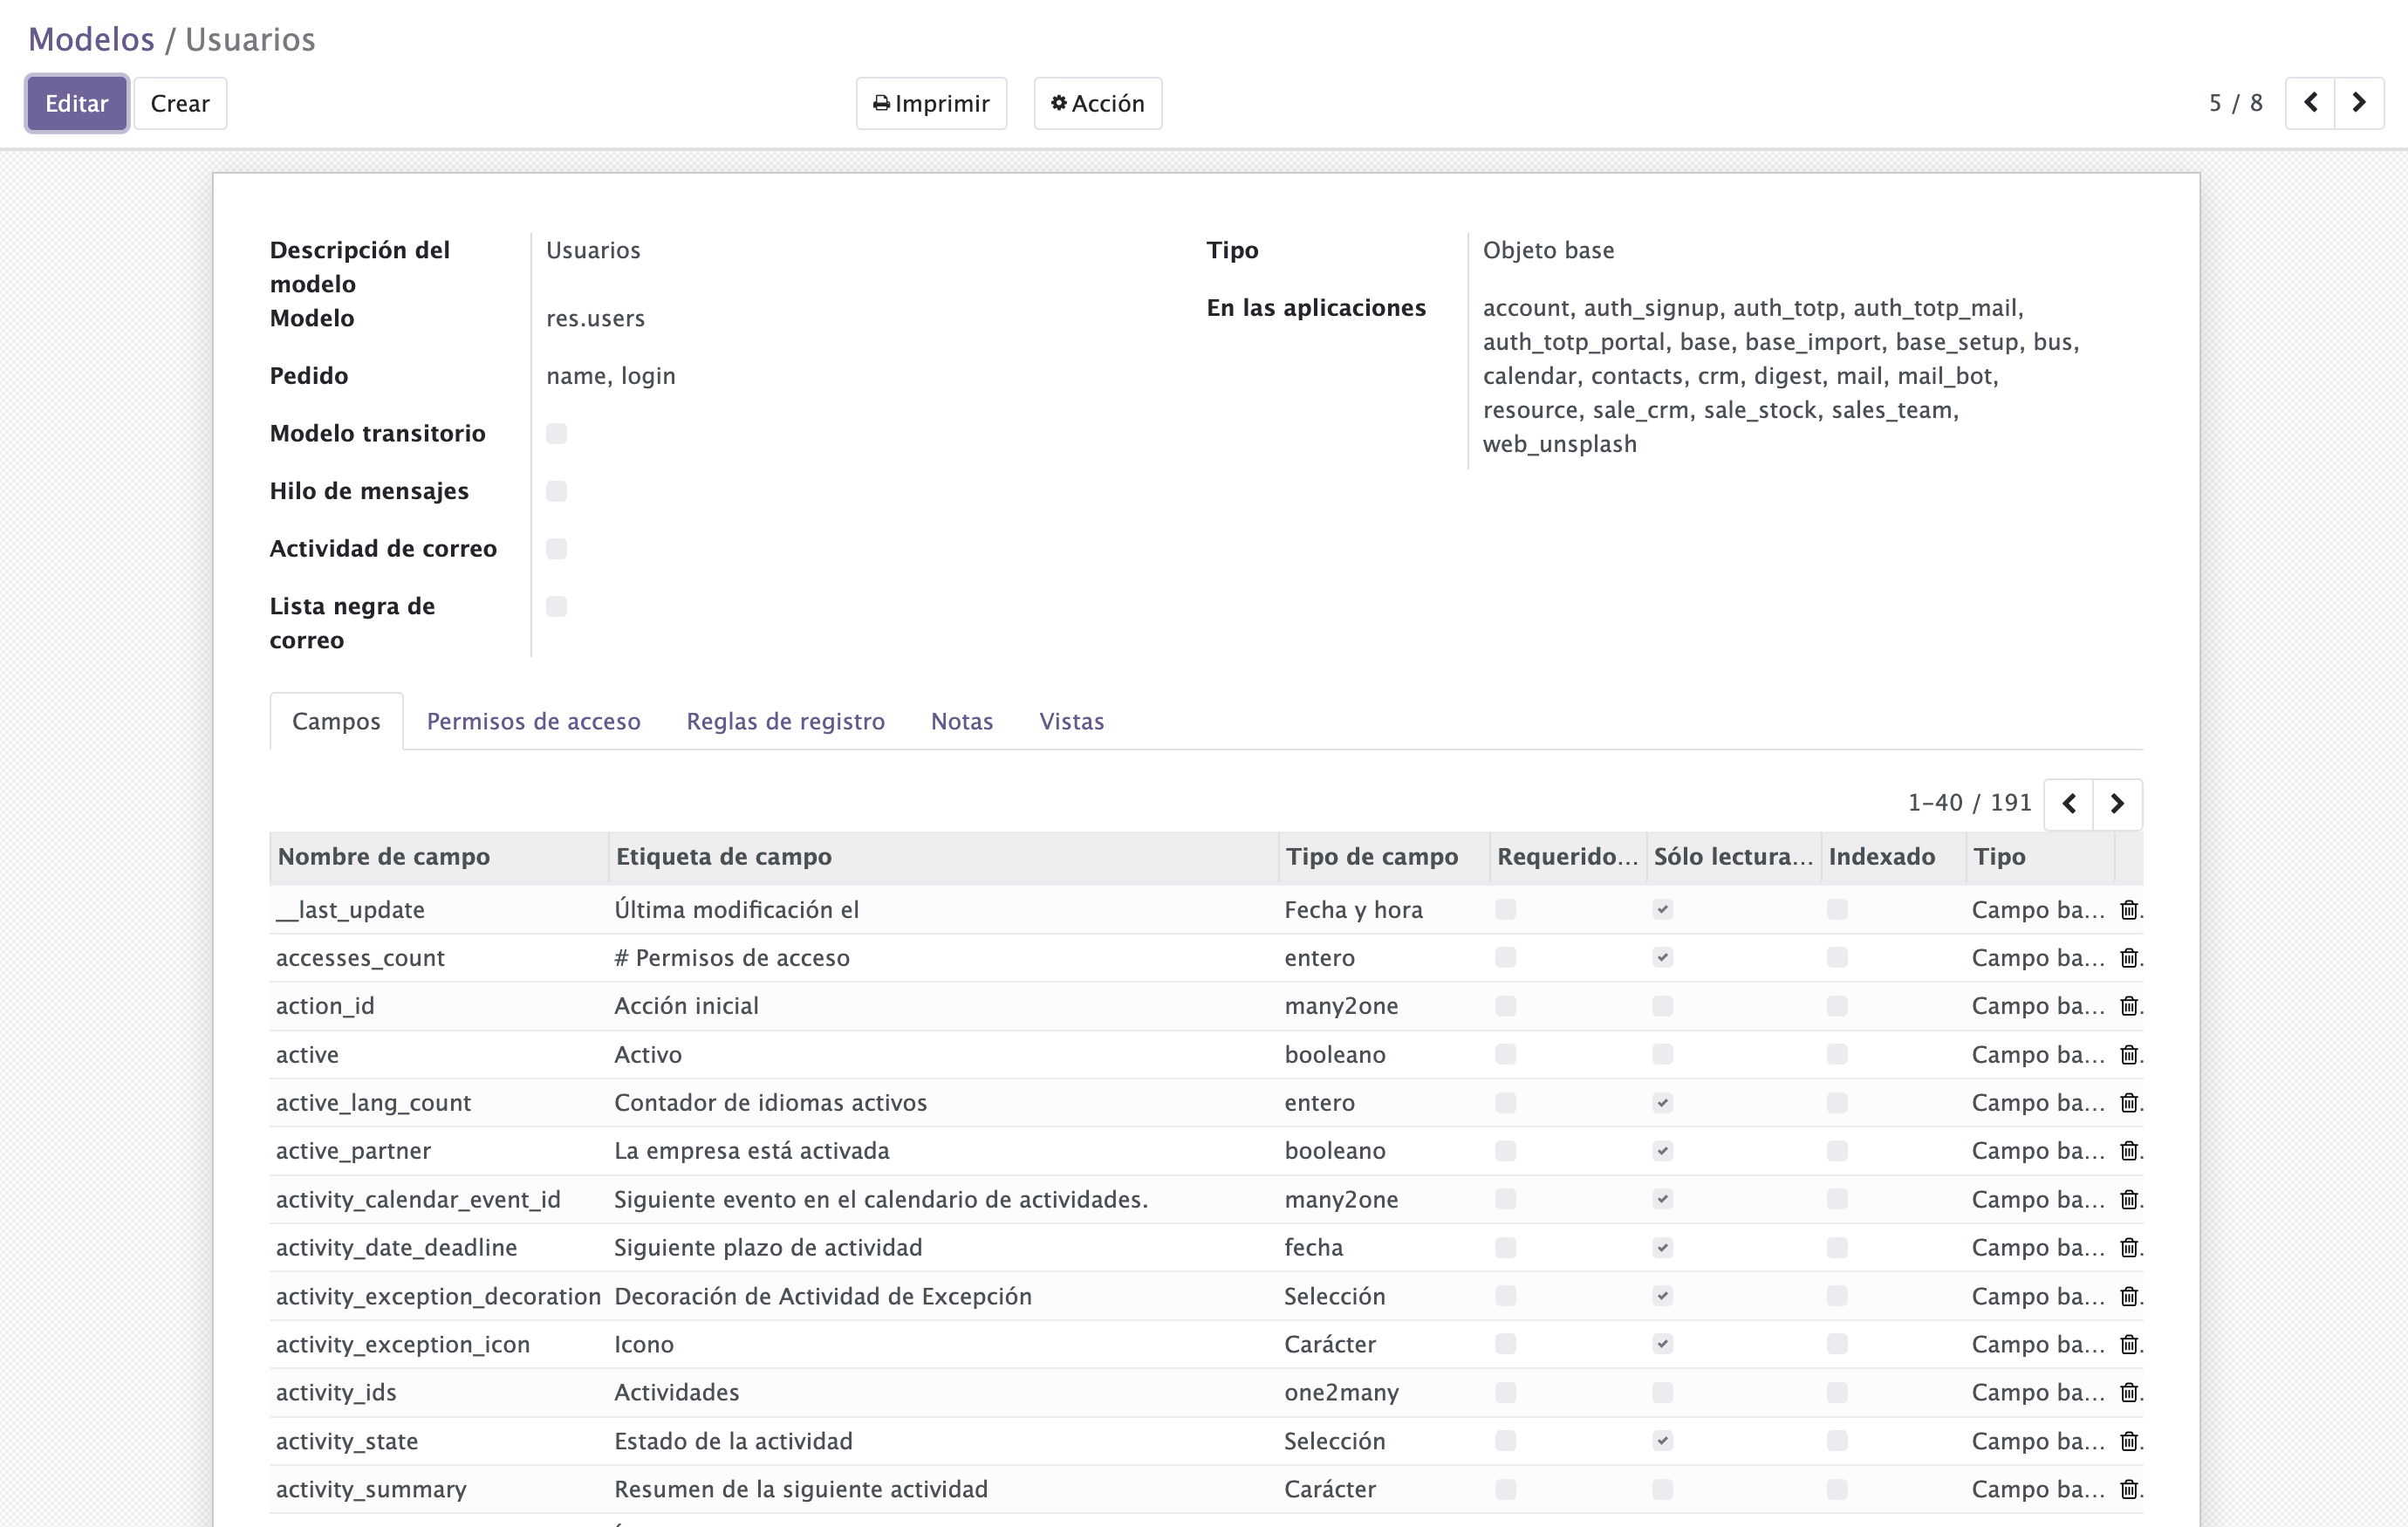 Modelos / Usuarios
Editar Crear Imprimir Acción 5 / 8
Descripción del modelo Usuarios
Modelo res.users
Pedido name, login
Modelo transitorio
Hilo de mensajes
Actividad de correo
Lista negra de correo
Tipo Objeto base
En las aplicaciones account, auth_signup, auth_totp, auth_totp_mail,
auth_totp_portal, base, base_import, base_setup, bus,
calendar, contacts, crm, digest, mail, mail_bot,
resource, sale_crm, sale_stock, sales_team,
web_unsplash
Campos Permisos de acceso Reglas de registro Notas Vistas
1-40 / 191
Nombre de campo Etiqueta de campo Tipo de campo Requerido... Sólo lectura... Indexado Tipo
__last_update Última modificación el Fecha y hora Campo ba...
accesses_count # Permisos de acceso entero Campo ba...
action_id Acción inicial many2one Campo ba...
active Activo booleano Campo ba...
active_lang_count Contador de idiomas activos entero Campo ba...
active_partner La empresa está activada booleano Campo ba...
activity_calendar_event_id Siguiente evento en el calendario de actividades. many2one Campo ba...
activity_date_deadline Siguiente plazo de actividad fecha Campo ba...
activity_exception_decoration Decoración de Actividad de Excepción Selección Campo ba...
activity_exception_icon Icono Carácter Campo ba...
activity_ids Actividades one2many Campo ba...
activity_state Estado de la actividad Selección Campo ba...
activity_summary Resumen de la siguiente actividad Carácter Campo ba...